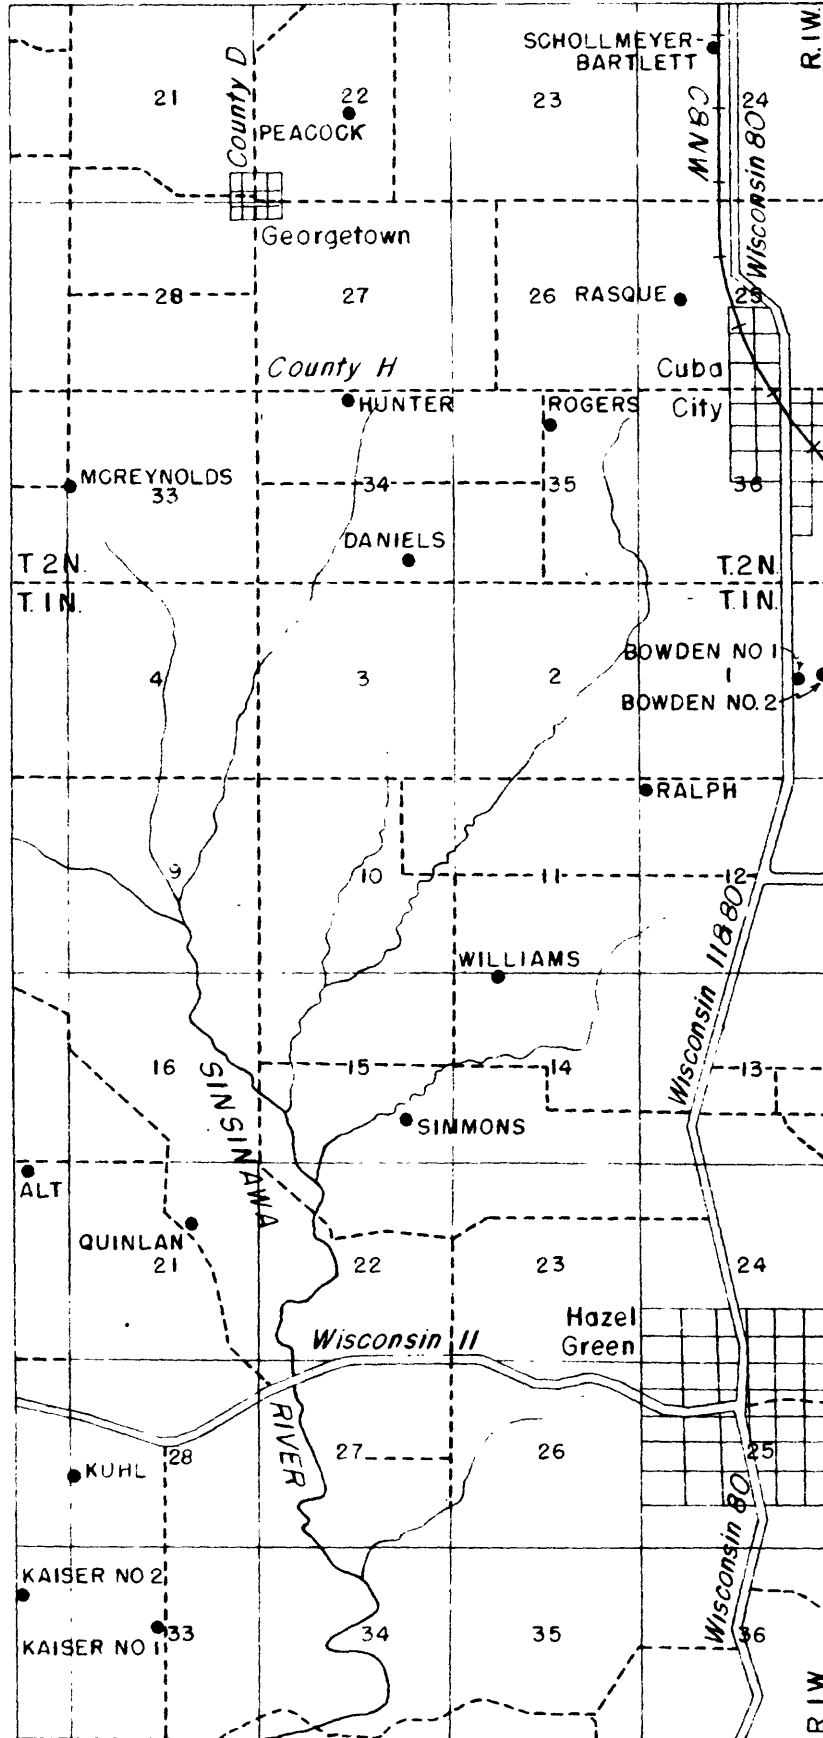 SCHOLLMEYER-
BARTLETT
R.IW.
21
County D
22
23
24
PEACOCK
C&NW
Wisconsin 80
Georgetown
28
27
26
RASQUE
25
County H
Cuba
City
HUNTER
ROGERS
MCREYNOLDS
33
34
35
36
DANIELS
T.2N.
T.2N.
T.1N.
T.1N.
4
3
2
BOWDEN NO 1
1
BOWDEN NO.2
RALPH
9
10
11
12
Wisconsin 11&80
WILLIAMS
16
15
14
13
SINSINAWA
SIMMONS
ALT
QUINLAN
21
22
23
24
Hazel
Green
Wisconsin 11
RIVER
28
27
26
25
KUHL
Wisconsin 80
KAISER NO 2
KAISER NO 1
33
34
35
36
R.IW.